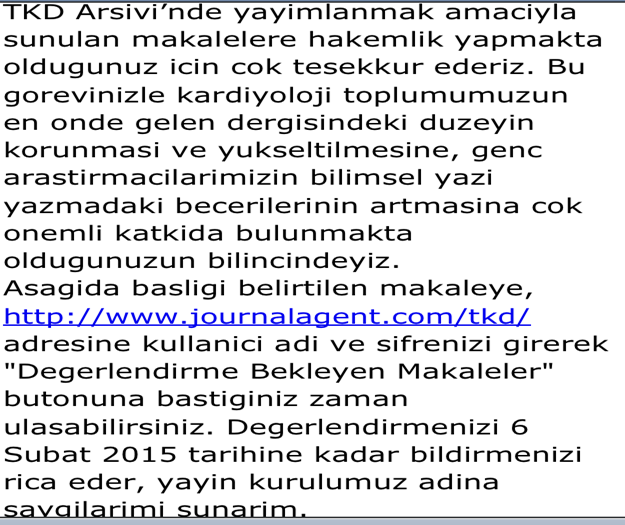 TKD Arsivi’nde yayimlanmak amaciyla
sunulan makalelere hakemlik yapmakta
oldugunuz icin cok tesekkur ederiz. Bu
gorevinizle kardiyoloji toplumumuzun
en onde gelen dergisindeki duzeyin
korunmasi ve yukseltilmesine, genc
arastirmacilarimizin bilimsel yazi
yazmadaki becerilerinin artmasina cok
onemli katkida bulunmakta
oldugunuzun bilincindeyiz.
Asagida basligi belirtilen makaleye,
http://www.journalagent.com/tkd/
adresine kullanici adi ve sifrenizi girerek
"Degerlendirme Bekleyen Makaleler"
butonuna bastiginiz zaman
ulasabilirsiniz. Degerlendirmenizi 6
Subat 2015 tarihine kadar bildirmenizi
rica eder, yayin kurulumuz adina
saygilarimi sunarim.